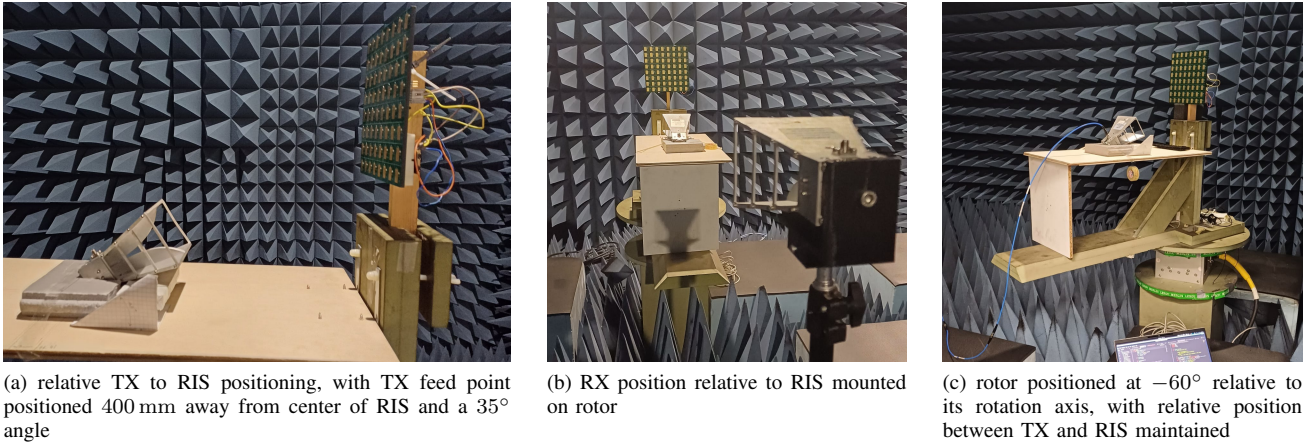 (a) relative TX to RIS positioning, with TX feed point
positioned 400 mm away from center of RIS and a 35°
angle
(b) RX position relative to RIS mounted
on rotor
(c) rotor positioned at −60° relative to
its rotation axis, with relative position
between TX and RIS maintained